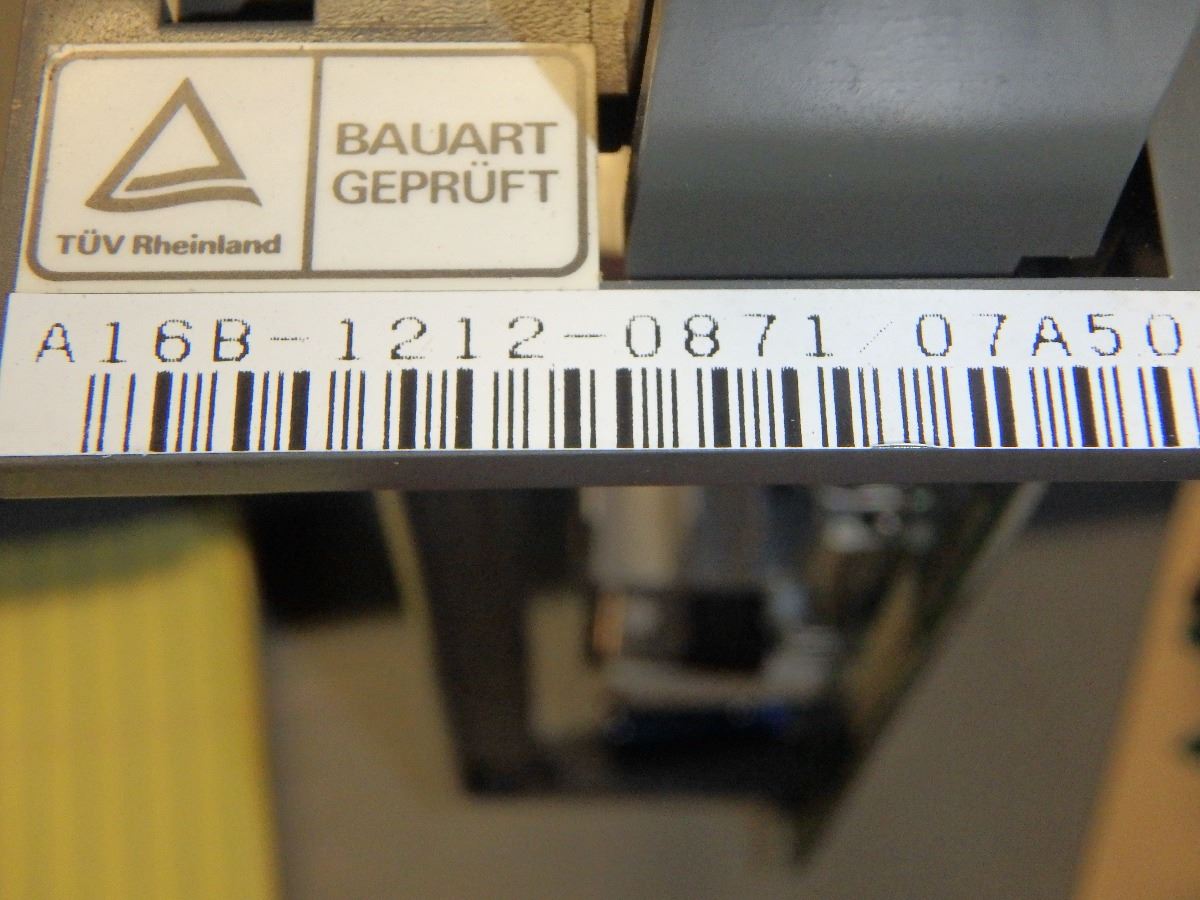 BAUART
GEPRÜFT
TÜV Rheinland
A16B-1212-0871/07A50